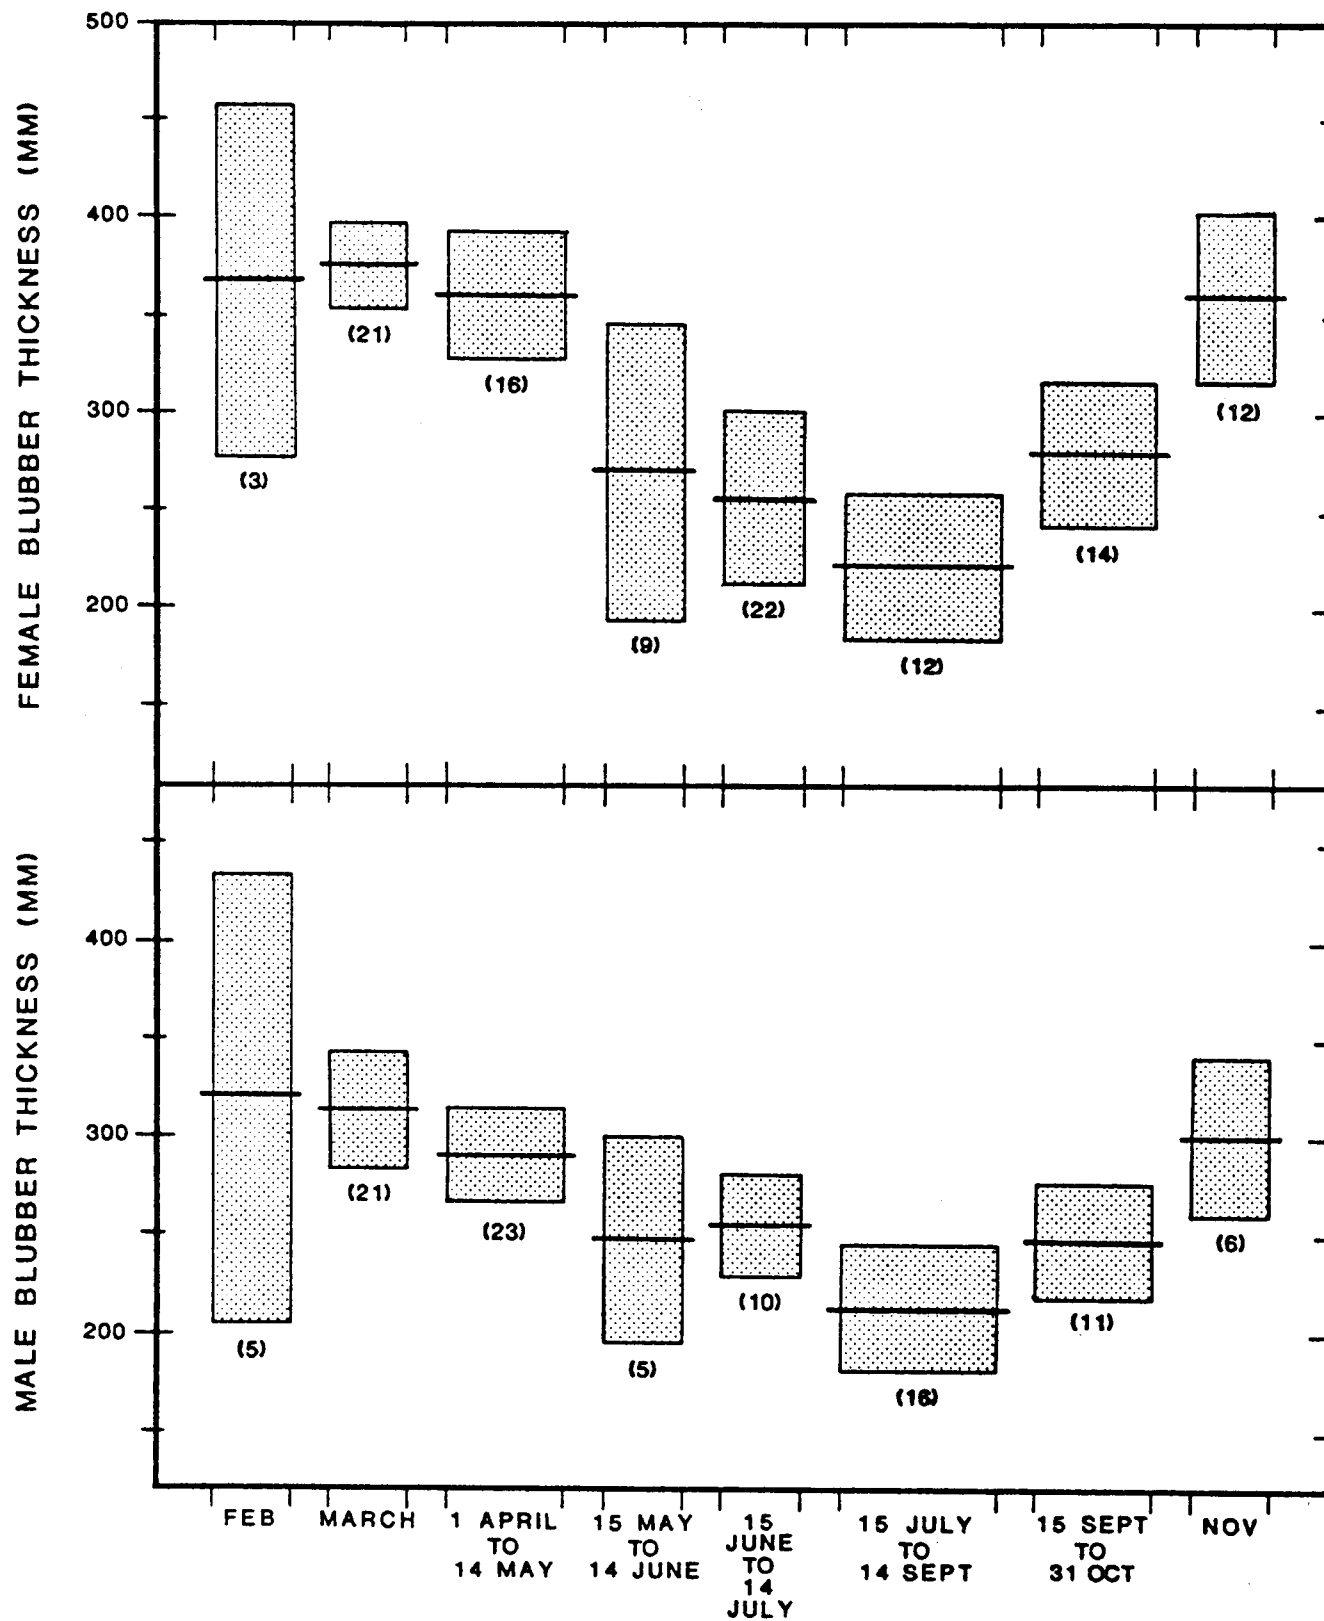 FEMALE BLUBBER THICKNESS (MM)
500
400
300
200
(3)
(21)
(16)
(9)
(22)
(12)
(14)
(12)
MALE BLUBBER THICKNESS (MM)
400
300
200
(5)
(21)
(23)
(5)
(10)
(16)
(11)
(6)
FEB
MARCH
1 APRIL
TO
14 MAY
15 MAY
TO
14 JUNE
15
JUNE
TO
14
JULY
15 JULY
TO
14 SEPT
15 SEPT
TO
31 OCT
NOV